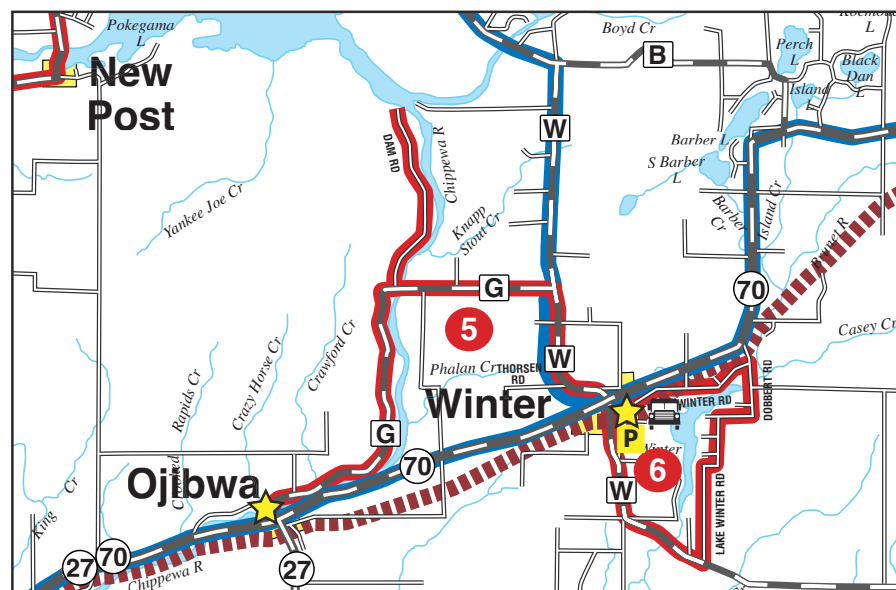 Pokegama
L
New
Post
Boyd Cr
B
Perch
L
Black
Dan
L
Island
L
Barber L
S Barber
L
Barber
Cr
Island Cr
Brunet R
W
DAM RD
Chippewa R
Knapp
Stout Cr
Yankee Joe Cr
G
70
5
Casey Cr
Phalan Cr
THORSEN
RD
W
Crawford Cr
Crazy Horse Cr
Rapids Cr
Crooked
Winter
WINTER RD
DOBBERT RD
P
Winter
6
G
70
W
LAKE WINTER RD
Ojibwa
King Cr
27
70
Chippewa R
27